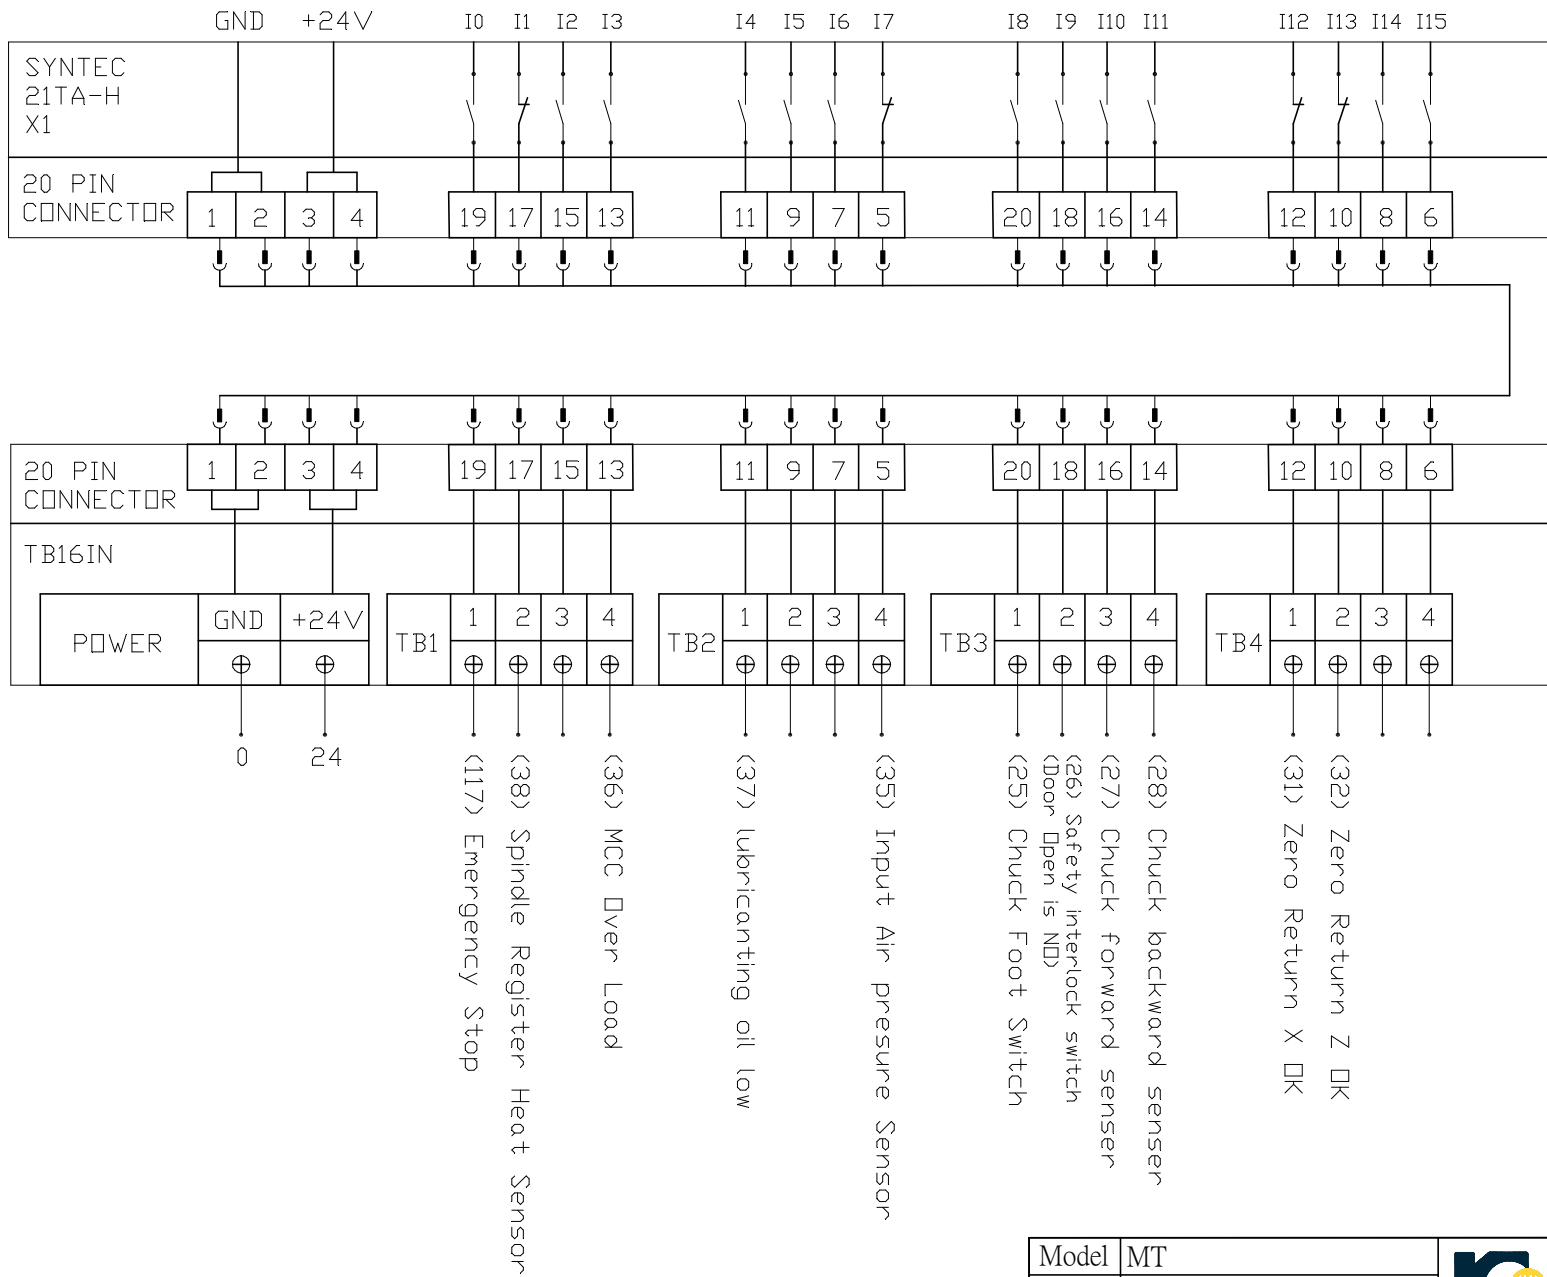 GND +24V I0 I1 I2 I3 I4 I5 I6 I7 I8 I9 I10 I11 I12 I13 I14 I15
SYNTEC
21TA-H
X1
20 PIN
CONNECTOR
1 2 3 4 19 17 15 13 11 9 7 5 20 18 16 14 12 10 8 6
20 PIN
CONNECTOR
1 2 3 4 19 17 15 13 11 9 7 5 20 18 16 14 12 10 8 6
TB16IN
POWER GND +24V
TB1 1 2 3 4
TB2 1 2 3 4
TB3 1 2 3 4
TB4 1 2 3 4
0 24
(117) Emergency Stop
(38) Spindle Register Heat Sensor
(36) MCC Over Load
(37) lubricanting oil low
(35) Input Air presure Sensor
(25) Chuck Foot Switch
(26) Safety interlock switch
(Door Open is NO)
(27) Chuck forward senser
(28) Chuck backward senser
(31) Zero Return X OK
(32) Zero Return Z OK
Model MT